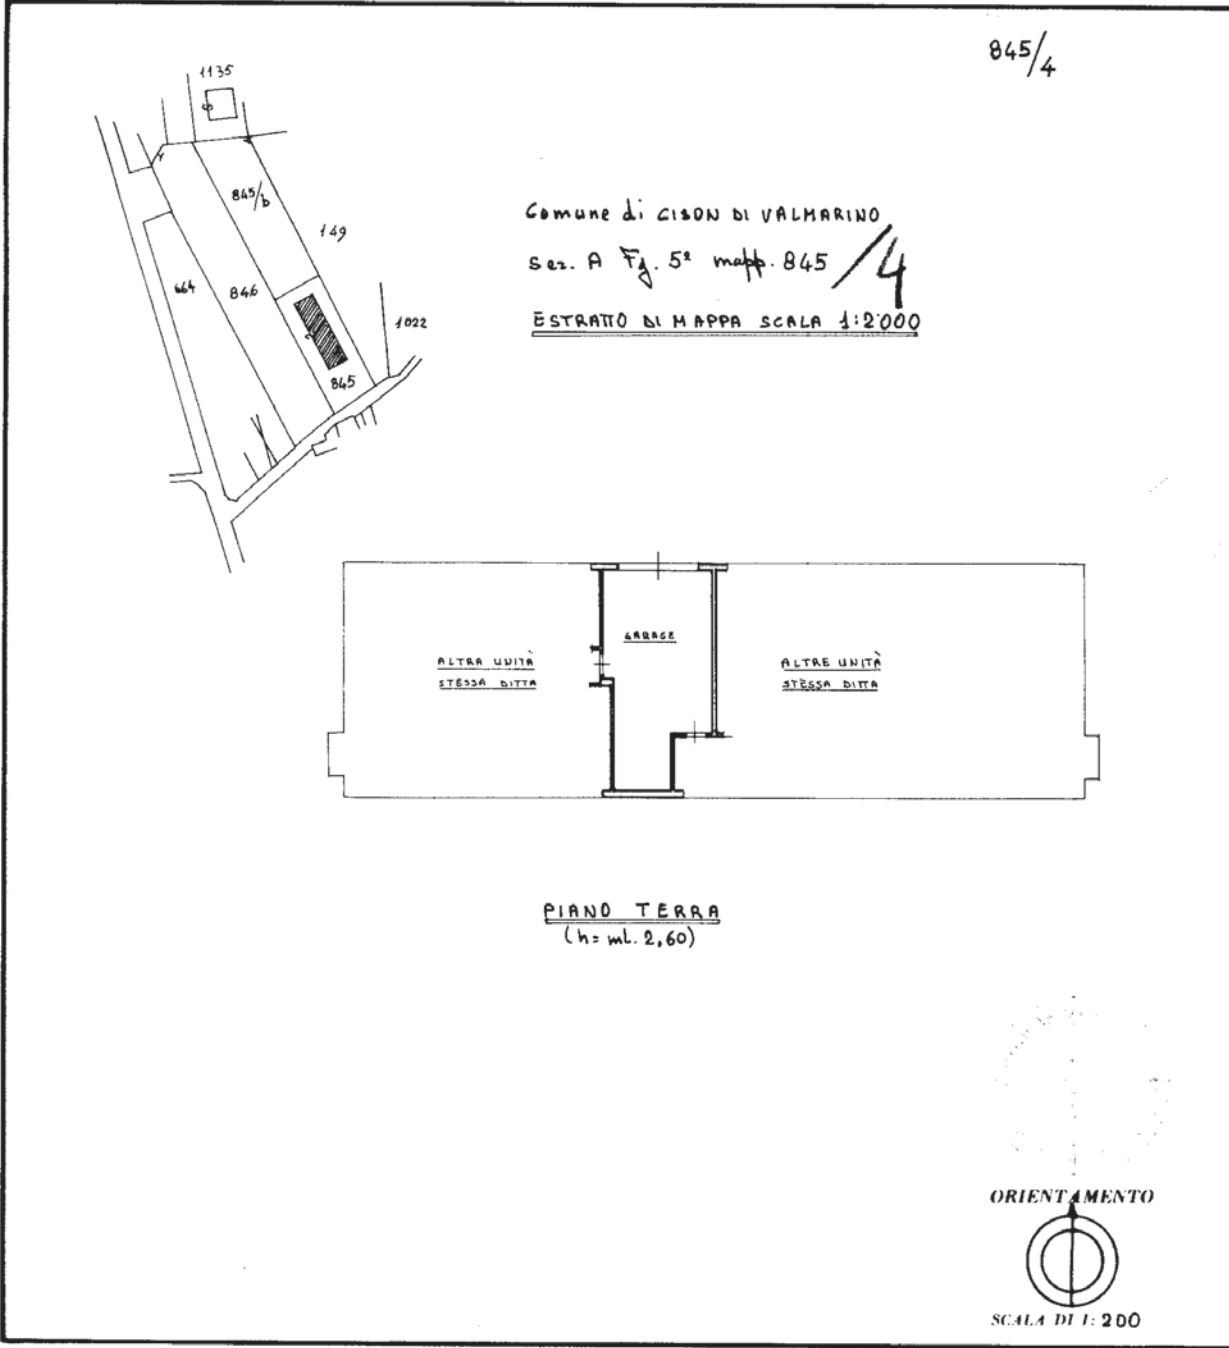 845/4
1135
845/b
149
664
846
1022
845
Comune di CISON DI VALMARINO
sez. A Fg. 5º mapp. 845 /4
ESTRATTO DI MAPPA SCALA 1:2000
GARAGE
ALTRA UNITÀ
STESSA DITTA
ALTRE UNITÀ
STESSA DITTA
PIANO TERRA
(h= ml. 2,60)
ORIENTAMENTO
SCALA DI 1: 200